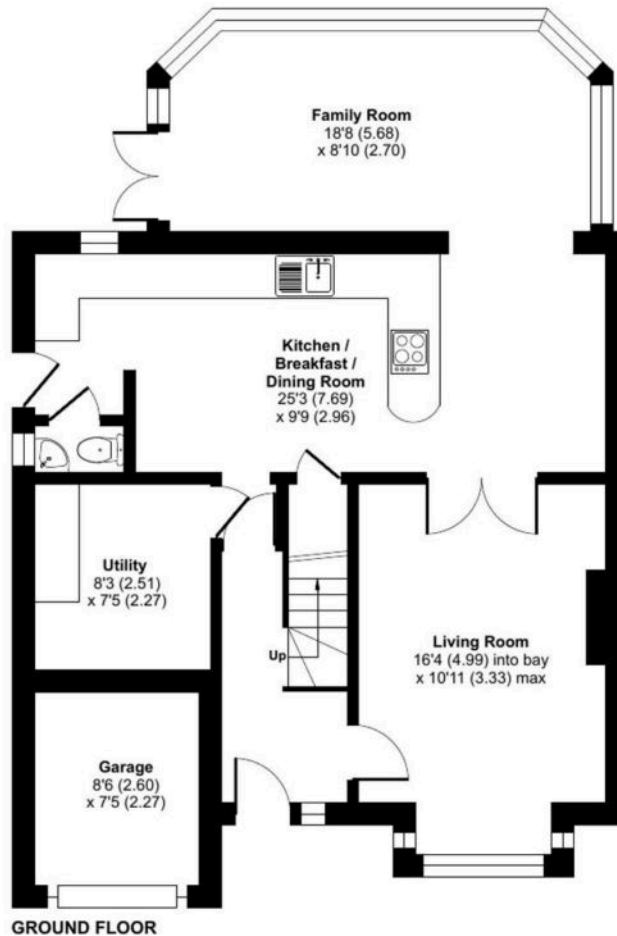 Family Room
18'8 (5.68)
x 8'10 (2.70)
Kitchen /
Breakfast /
Dining Room
25'3 (7.69)
x 9'9 (2.96)
Utility
8'3 (2.51)
x 7'5 (2.27)
Up
Living Room
16'4 (4.99) into bay
x 10'11 (3.33) max
Garage
8'6 (2.60)
x 7'5 (2.27)
GROUND FLOOR